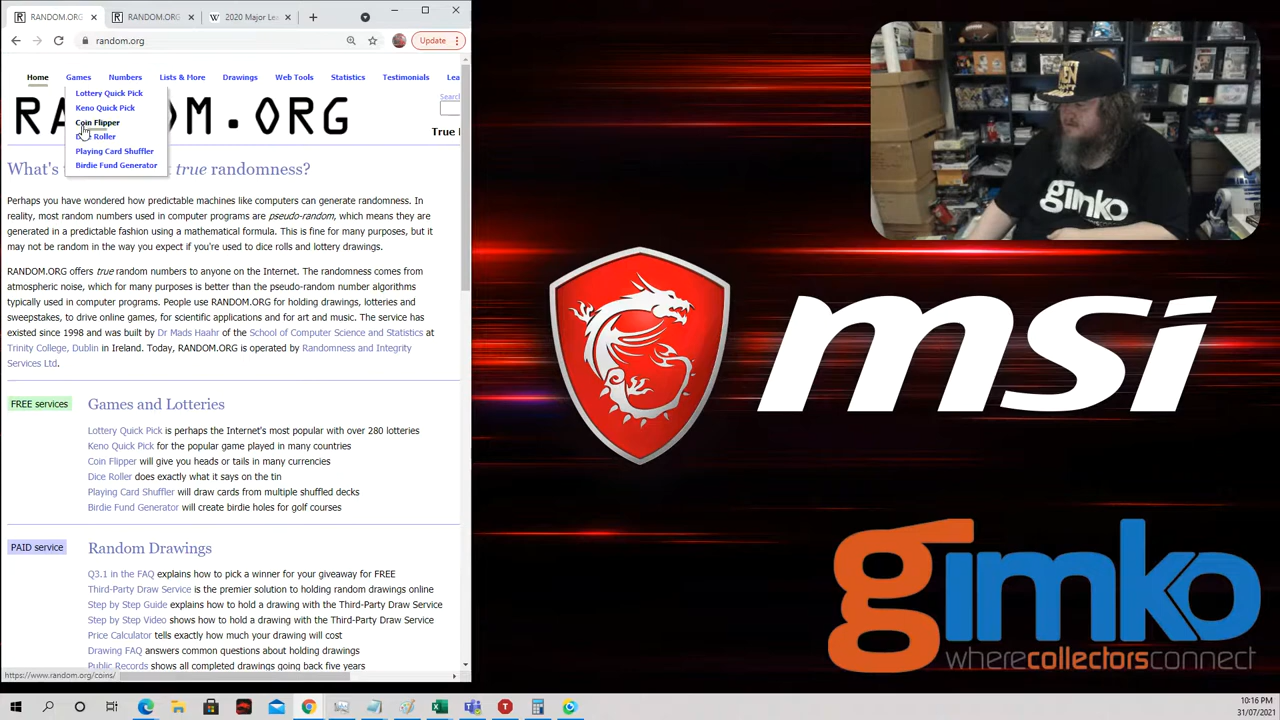 RANDOM.ORG
RANDOM.ORG
2020 Major Le
random.org
Update
Home
Games
Numbers
Lists & More
Drawings
Web Tools
Statistics
Testimonials
Lea
Lottery Quick Pick
Keno Quick Pick
Coin Flipper
Roller
Playing Card Shuffler
Birdie Fund Generator
RA DOM.ORG
Search
True
What's true randomness?
Perhaps you have wondered how predictable machines like computers can generate randomness. In
reality, most random numbers used in computer programs are pseudo-random, which means they are
generated in a predictable fashion using a mathematical formula. This is fine for many purposes, but it
may not be random in the way you expect if you're used to dice rolls and lottery drawings.
RANDOM.ORG offers true random numbers to anyone on the Internet. The randomness comes from
atmospheric noise, which for many purposes is better than the pseudo-random number algorithms
typically used in computer programs. People use RANDOM.ORG for holding drawings, lotteries and
sweepstakes, to drive online games, for scientific applications and for art and music. The service has
existed since 1998 and was built by Dr Mads Haahr of the School of Computer Science and Statistics at
Trinity College, Dublin in Ireland. Today, RANDOM.ORG is operated by Randomness and Integrity
Services Ltd.
FREE services
Games and Lotteries
Lottery Quick Pick is perhaps the Internet's most popular with over 280 lotteries
Keno Quick Pick for the popular game played in many countries
Coin Flipper will give you heads or tails in many currencies
Dice Roller does exactly what it says on the tin
Playing Card Shuffler will draw cards from multiple shuffled decks
Birdie Fund Generator will create birdie holes for golf courses
PAID service
Random Drawings
Q3.1 in the FAQ explains how to pick a winner for your giveaway for FREE
Third-Party Draw Service is the premier solution to holding random drawings online
Step by Step Guide explains how to hold a drawing with the Third-Party Draw Service
Step by Step Video shows how to hold a drawing with the Third-Party Draw Service
Price Calculator tells exactly how much your drawing will cost
Drawing FAQ answers common questions about holding drawings
Public Records shows all completed drawings going back five years
https://www.random.org/coins/
gimko
msi
gimko
wherecollectorsconnect
10:16 PM
31/07/2021